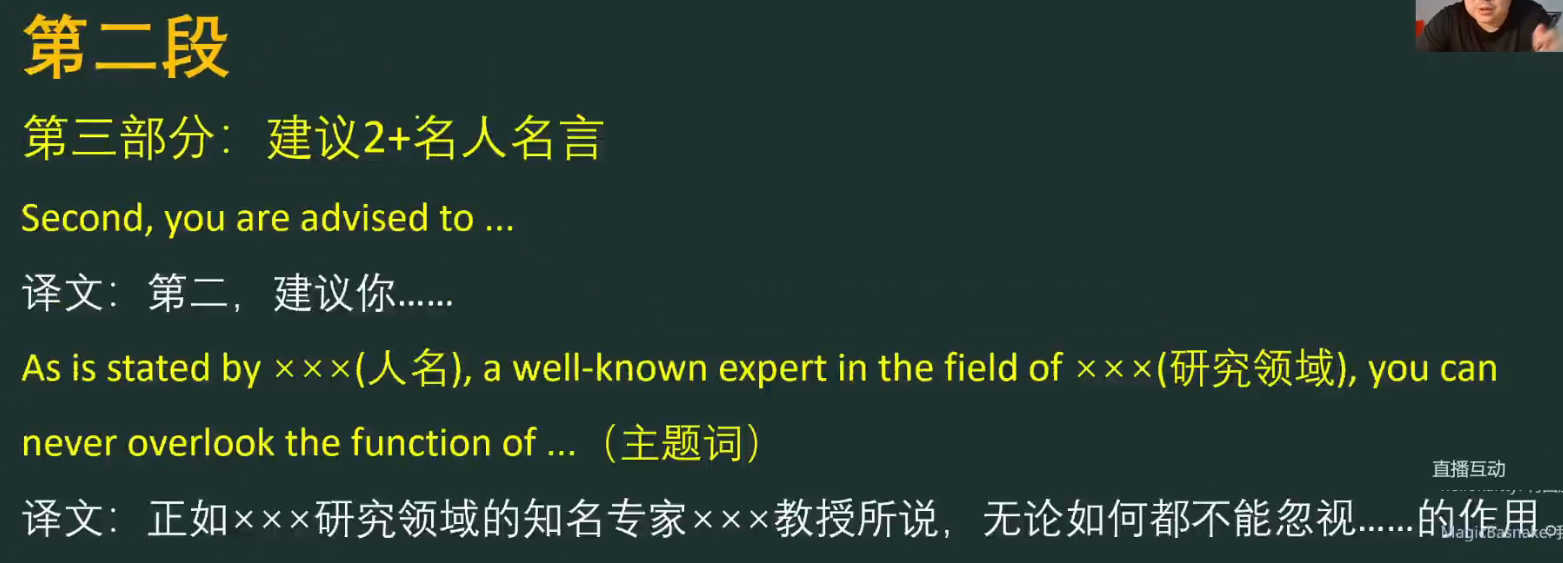 第二段
第三部分：建议2+名人名言
Second, you are advised to ...
译文：第二，建议你……
As is stated by ×××(人名), a well-known expert in the field of ×××(研究领域), you can
never overlook the function of ...（主题词）
直播互动
译文：正如×××研究领域的知名专家×××教授所说，无论如何都不能忽视……的作用。